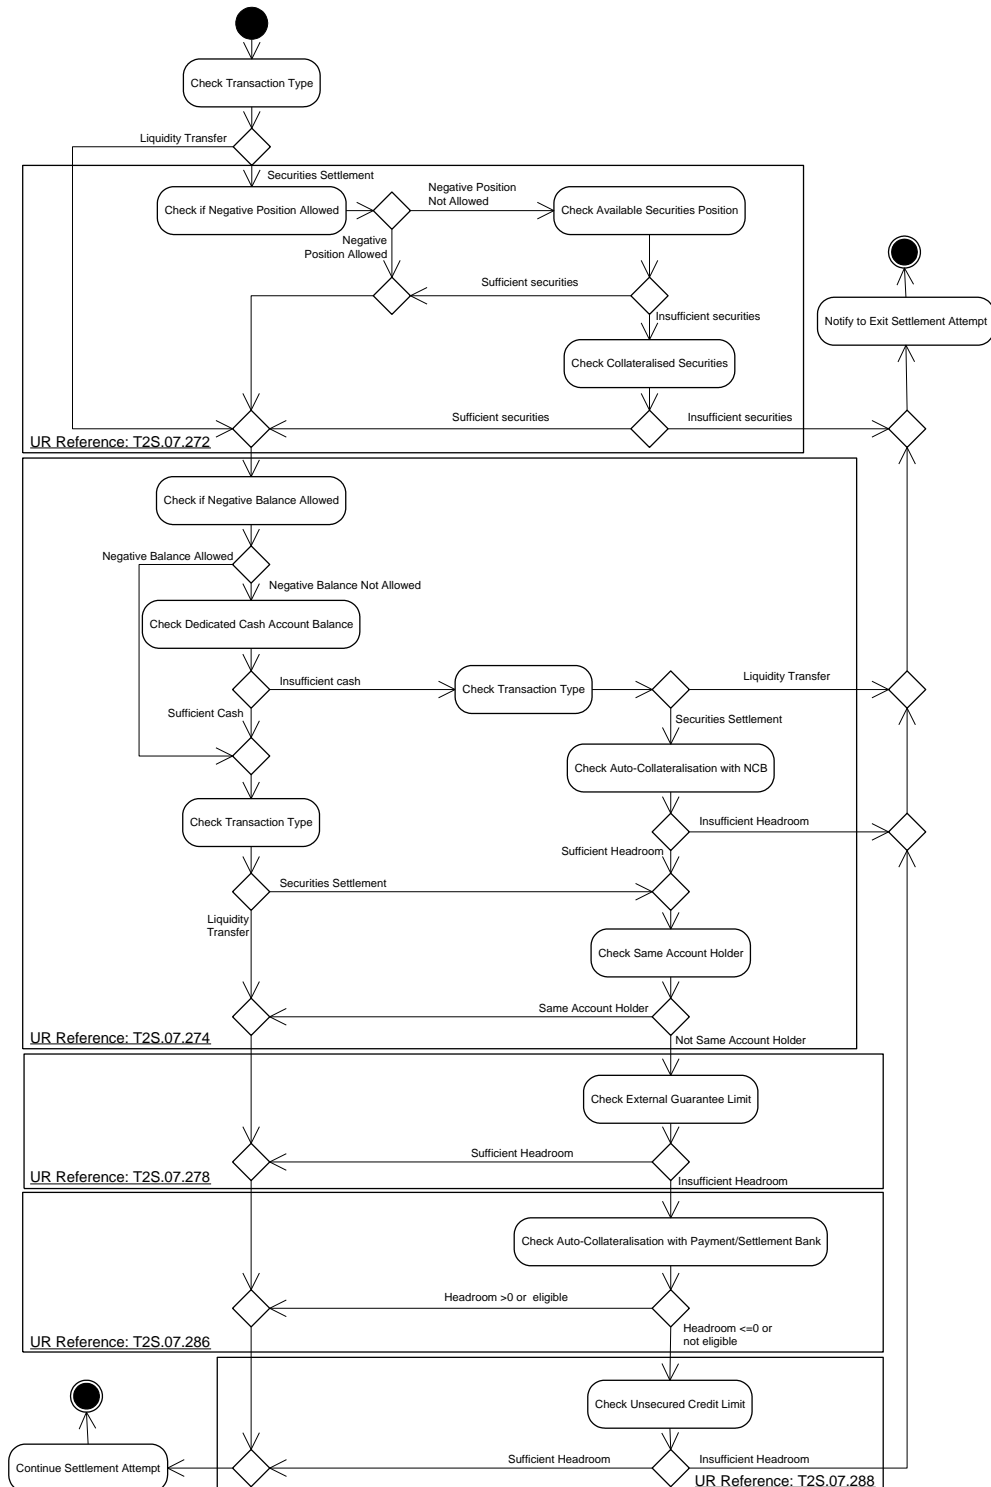 Check Transaction Type
Liquidity Transfer
Securities Settlement
Check if Negative Position Allowed
Negative Position
Not Allowed
Check Available Securities Position
Negative
Position Allowed
Sufficient securities
Insufficient securities
Notify to Exit Settlement Attempt
Check Collateralised Securities
Sufficient securities
Insufficient securities
UR Reference: T2S.07.272
Check if Negative Balance Allowed
Negative Balance Allowed
Negative Balance Not Allowed
Check Dedicated Cash Account Balance
Insufficient cash
Check Transaction Type
Liquidity Transfer
Sufficient Cash
Securities Settlement
Check Auto-Collateralisation with NCB
Check Transaction Type
Insufficient Headroom
Sufficient Headroom
Securities Settlement
Liquidity
Transfer
Check Same Account Holder
Same Account Holder
UR Reference: T2S.07.274
Not Same Account Holder
Check External Guarantee Limit
Sufficient Headroom
UR Reference: T2S.07.278
Insufficient Headroom
Check Auto-Collateralisation with Payment/Settlement Bank
Headroom >0 or eligible
Headroom <=0 or
not eligible
UR Reference: T2S.07.286
Check Unsecured Credit Limit
Continue Settlement Attempt
Sufficient Headroom
Insufficient Headroom
UR Reference: T2S.07.288